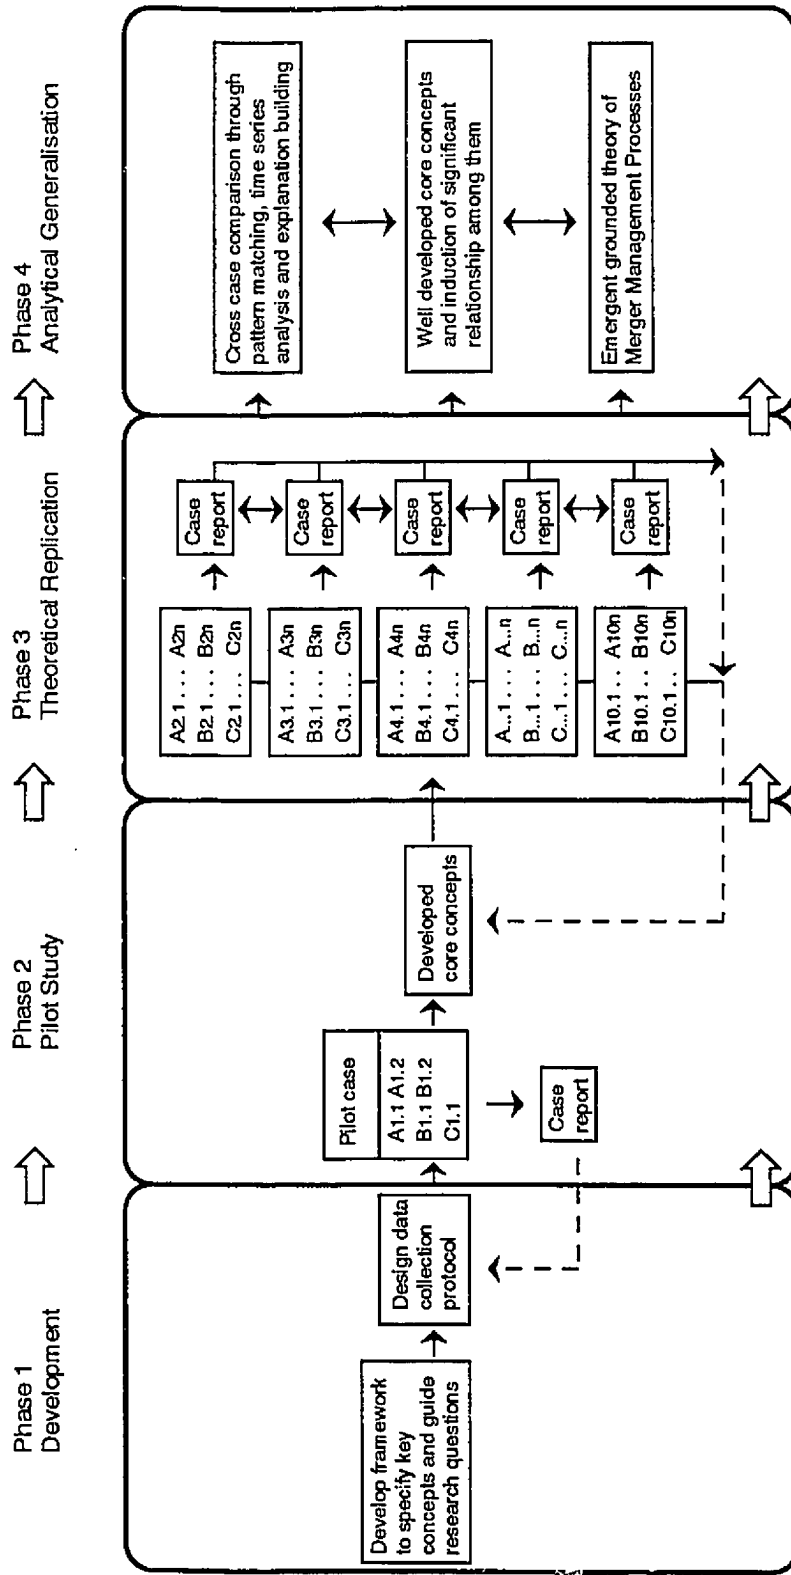 Phase 1
Development
Phase 2
Pilot Study
Phase 3
Theoretical Replication
Phase 4
Analytical Generalisation
Develop framework
to specify key
concepts and guide
research questions
Design data
collection
protocol
Pilot case
A1.1 A1.2
B1.1 B1.2
C1.1
Case
report
Developed
core concepts
A2.1 . . . A2n
B2.1 . . . B2n
C2.1 . . . C2n
A3.1 . . . A3n
B3.1 . . . B3n
C3.1 . . . C3n
A4.1 . . . A4n
B4.1 . . . B4n
C4.1 . . . C4n
A...1 . . . A...n
B...1 . . . B...n
C...1 . . . C...n
A10.1 . . . A10n
B10.1 . . . B10n
C10.1 . . . C10n
Case
report
Case
report
Case
report
Case
report
Case
report
Cross case comparison through
pattern matching, time series
analysis and explanation building
Well developed core concepts
and induction of significant
relationship among them
Emergent grounded theory of
Merger Management Processes